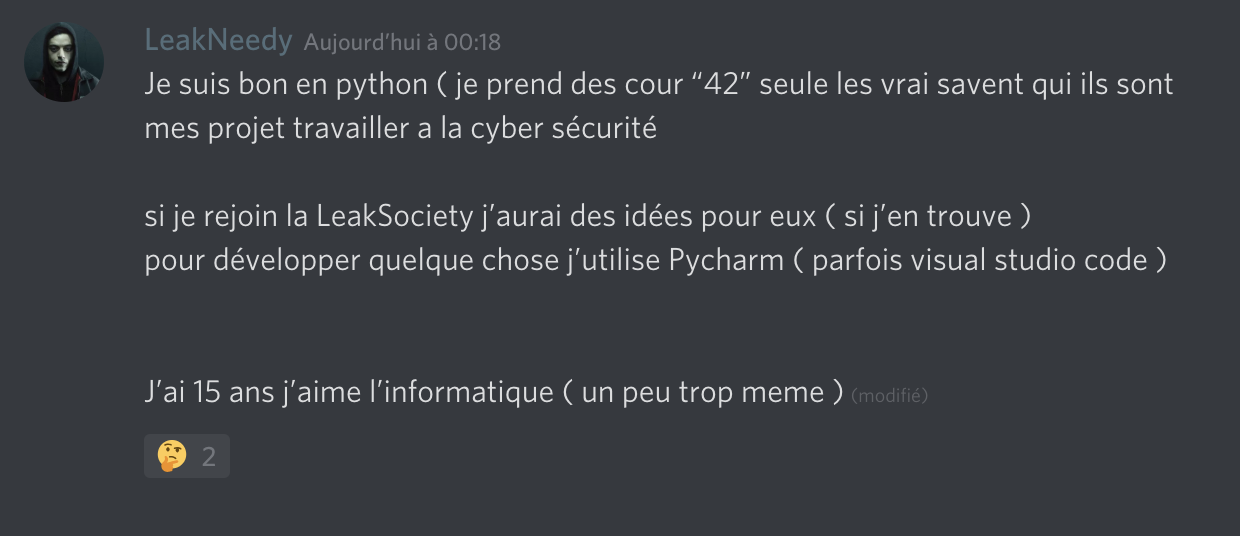 LeakNeedy Aujourd'hui à 00:18
Je suis bon en python ( je prend des cour “42” seule les vrai savent qui ils sont
mes projet travailler a la cyber sécurité
si je rejoin la LeakSociety j'aurai des idées pour eux ( si j'en trouve )
pour développer quelque chose j'utilise Pycharm ( parfois visual studio code )
J'ai 15 ans j'aime l'informatique ( un peu trop meme ) (modifié)
🤔 2